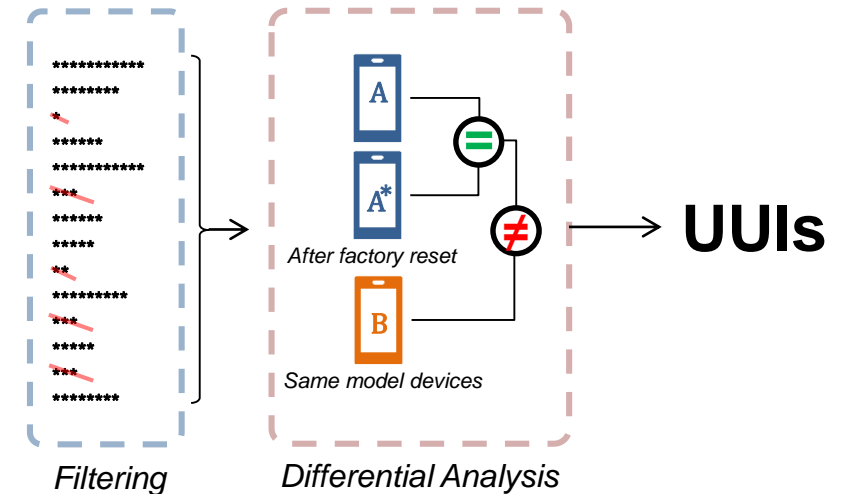 ***********
********
*
******
***********
***
******
*****
**
*********
***
*****
***
********
Filtering
A
=
A*
After factory reset
≠
B
Same model devices
Differential Analysis
UUIs